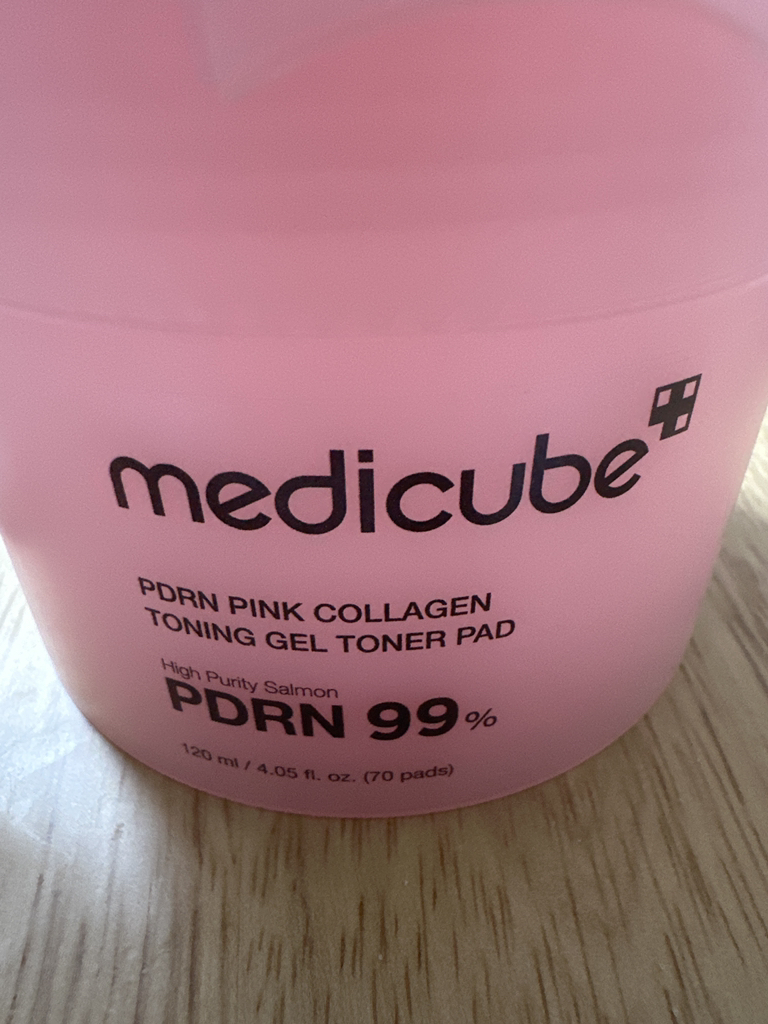 medicube
PDRN PINK COLLAGEN
TONING GEL TONER PAD
High Purity Salmon
PDRN 99%
120 ml / 4.05 fl. oz. (70 pads)